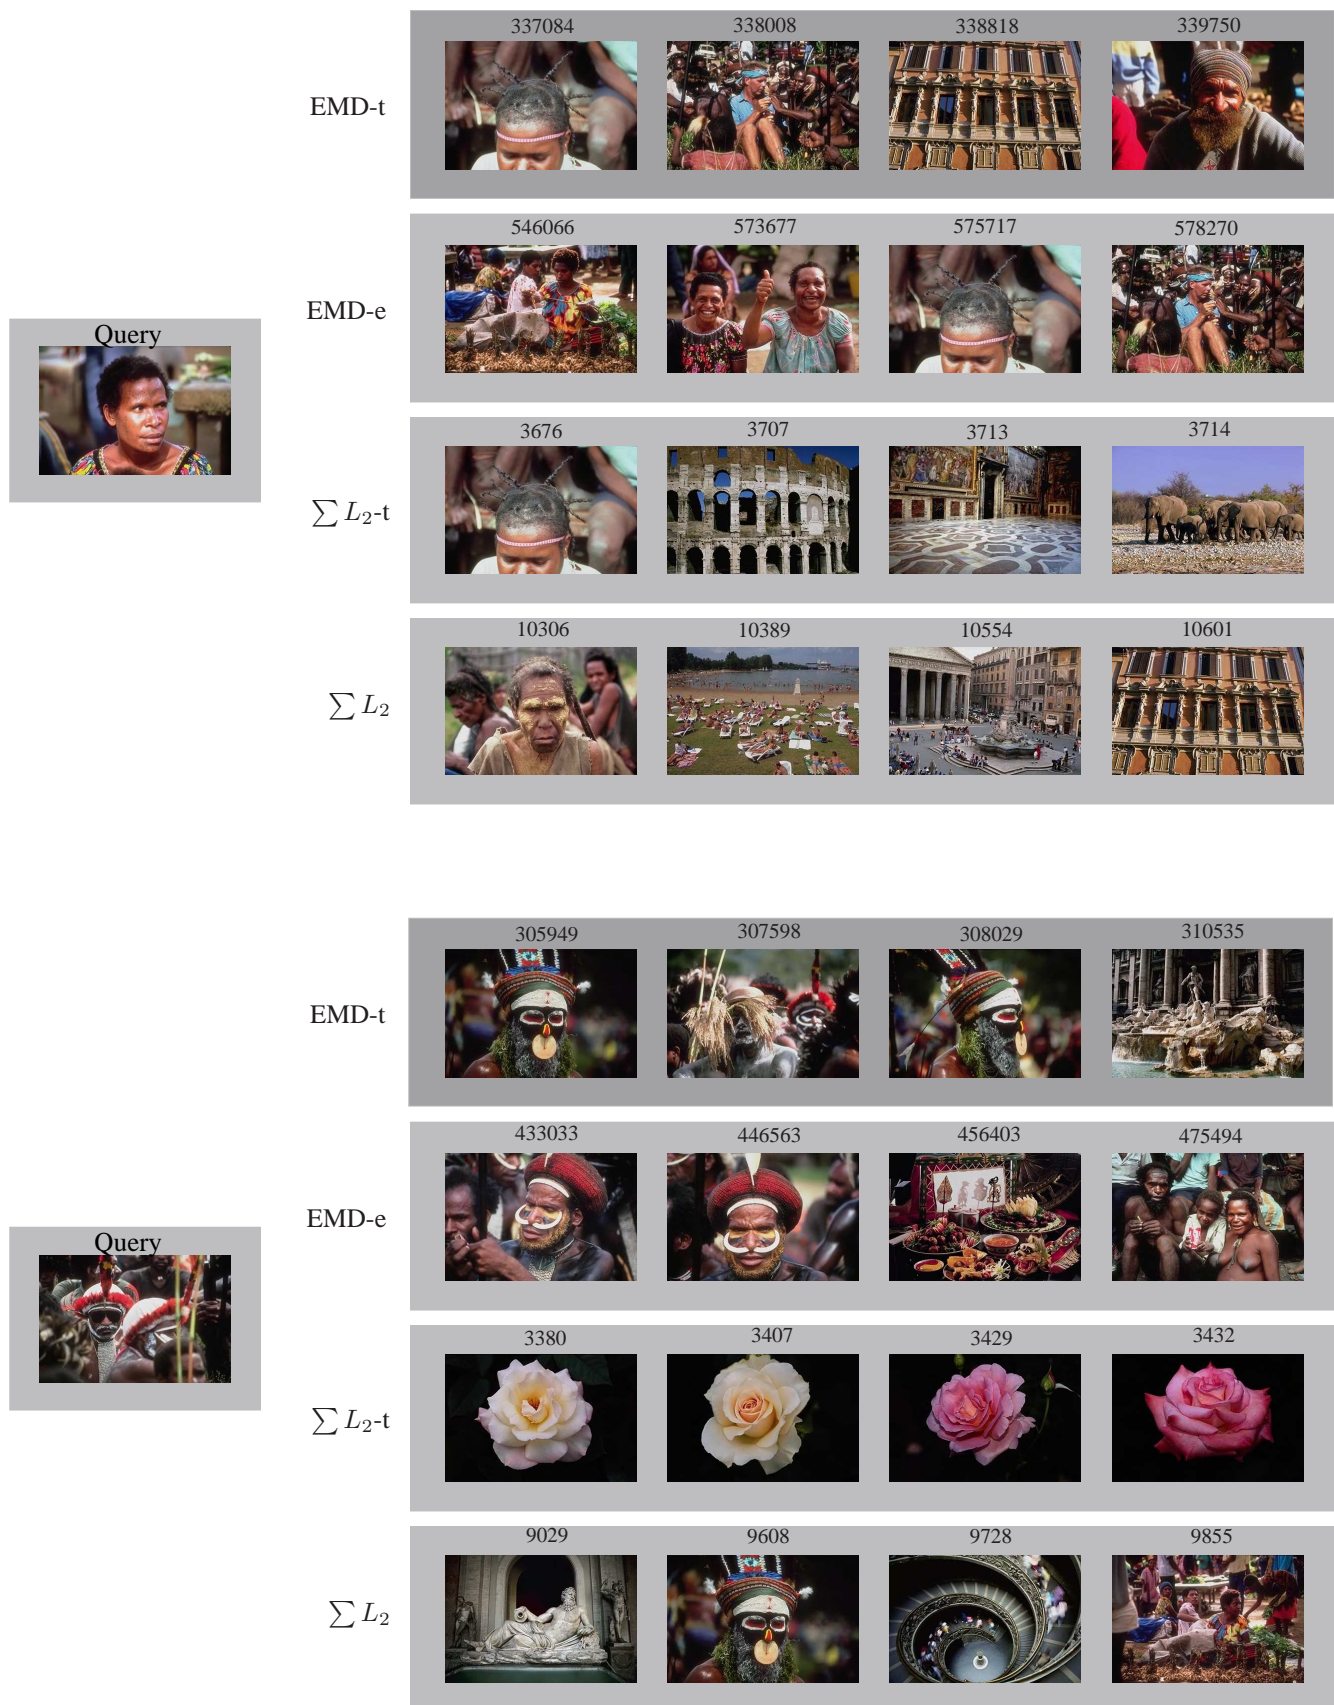 337084 338008 338818 339750
EMD-t
546066 573677 575717 578270
EMD-e
Query
3676 3707 3713 3714
∑ L₂-t
10306 10389 10554 10601
∑ L₂
305949 307598 308029 310535
EMD-t
433033 446563 456403 475494
EMD-e
Query
3380 3407 3429 3432
∑ L₂-t
9029 9608 9728 9855
∑ L₂